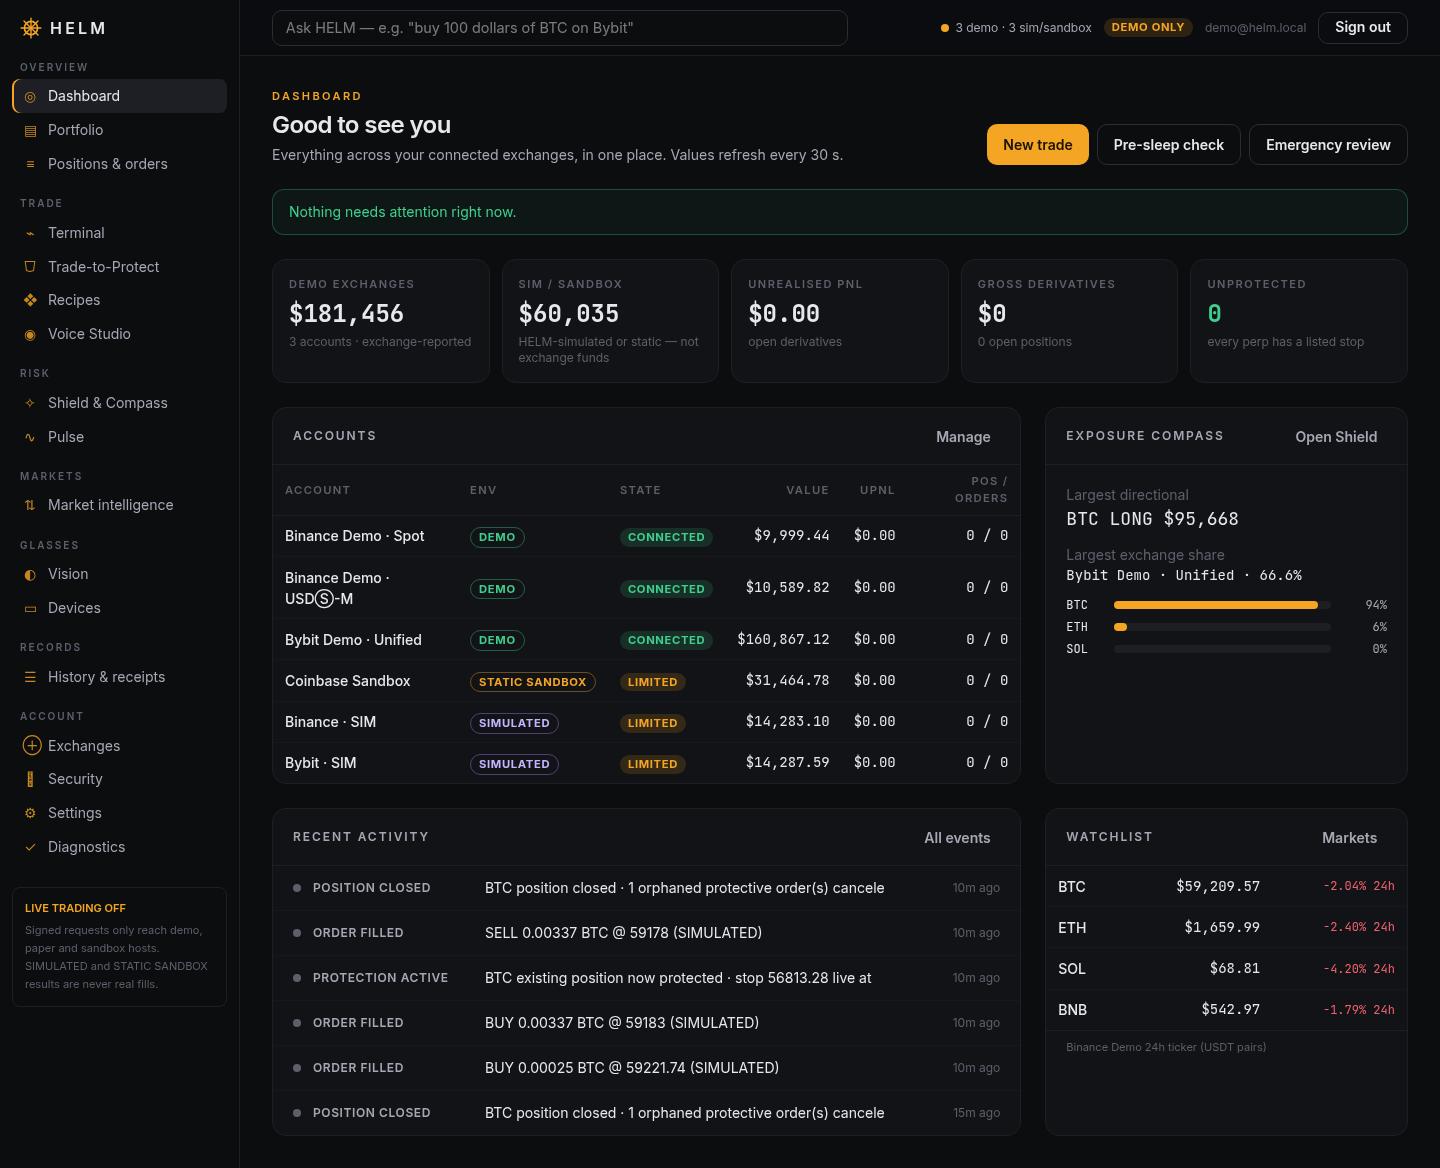 HELM
OVERVIEW
Dashboard
Portfolio
Positions & orders
TRADE
Terminal
Trade-to-Protect
Recipes
Voice Studio
RISK
Shield & Compass
Pulse
MARKETS
Market intelligence
GLASSES
Vision
Devices
RECORDS
History & receipts
ACCOUNT
Exchanges
Security
Settings
Diagnostics
LIVE TRADING OFF
Signed requests only reach demo,
paper and sandbox hosts.
SIMULATED and STATIC SANDBOX
results are never real fills.
Ask HELM — e.g. "buy 100 dollars of BTC on Bybit"
3 demo · 3 sim/sandbox DEMO ONLY demo@helm.local Sign out
DASHBOARD
Good to see you
Everything across your connected exchanges, in one place. Values refresh every 30 s.
New trade Pre-sleep check Emergency review
Nothing needs attention right now.
DEMO EXCHANGES
$181,456
3 accounts · exchange-reported
SIM / SANDBOX
$60,035
HELM-simulated or static — not
exchange funds
UNREALISED PNL
$0.00
open derivatives
GROSS DERIVATIVES
$0
0 open positions
UNPROTECTED
0
every perp has a listed stop
ACCOUNTS Manage
ACCOUNT ENV STATE VALUE UPNL POS /
ORDERS
Binance Demo · Spot DEMO CONNECTED $9,999.44 $0.00 0 / 0
Binance Demo ·
USDⓈ-M DEMO CONNECTED $10,589.82 $0.00 0 / 0
Bybit Demo · Unified DEMO CONNECTED $160,867.12 $0.00 0 / 0
Coinbase Sandbox STATIC SANDBOX LIMITED $31,464.78 $0.00 0 / 0
Binance · SIM SIMULATED LIMITED $14,283.10 $0.00 0 / 0
Bybit · SIM SIMULATED LIMITED $14,287.59 $0.00 0 / 0
EXPOSURE COMPASS Open Shield
Largest directional
BTC LONG $95,668
Largest exchange share
Bybit Demo · Unified · 66.6%
BTC 94%
ETH 6%
SOL 0%
RECENT ACTIVITY All events
POSITION CLOSED BTC position closed · 1 orphaned protective order(s) cancele 10m ago
ORDER FILLED SELL 0.00337 BTC @ 59178 (SIMULATED) 10m ago
PROTECTION ACTIVE BTC existing position now protected · stop 56813.28 live at 10m ago
ORDER FILLED BUY 0.00337 BTC @ 59183 (SIMULATED) 10m ago
ORDER FILLED BUY 0.00025 BTC @ 59221.74 (SIMULATED) 10m ago
POSITION CLOSED BTC position closed · 1 orphaned protective order(s) cancele 15m ago
WATCHLIST Markets
BTC $59,209.57 -2.04% 24h
ETH $1,659.99 -2.40% 24h
SOL $68.81 -4.20% 24h
BNB $542.97 -1.79% 24h
Binance Demo 24h ticker (USDT pairs)